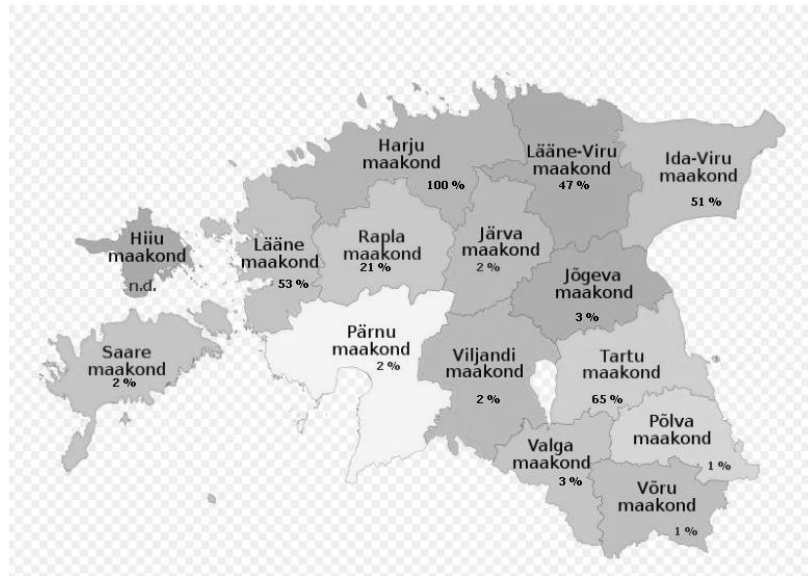 Harju
maakond
100 %
Lääne-Viru
maakond
47 %
Ida-Viru
maakond
51 %
Hiiu
maakond
n.d.
Lääne
maakond
53 %
Rapla
maakond
21 %
Järva
maakond
2 %
Jõgeva
maakond
3 %
Saare
maakond
2 %
Pärnu
maakond
2 %
Viljandi
maakond
2 %
Tartu
maakond
65 %
Põlva
maakond
1 %
Valga
maakond
3 %
Võru
maakond
1 %